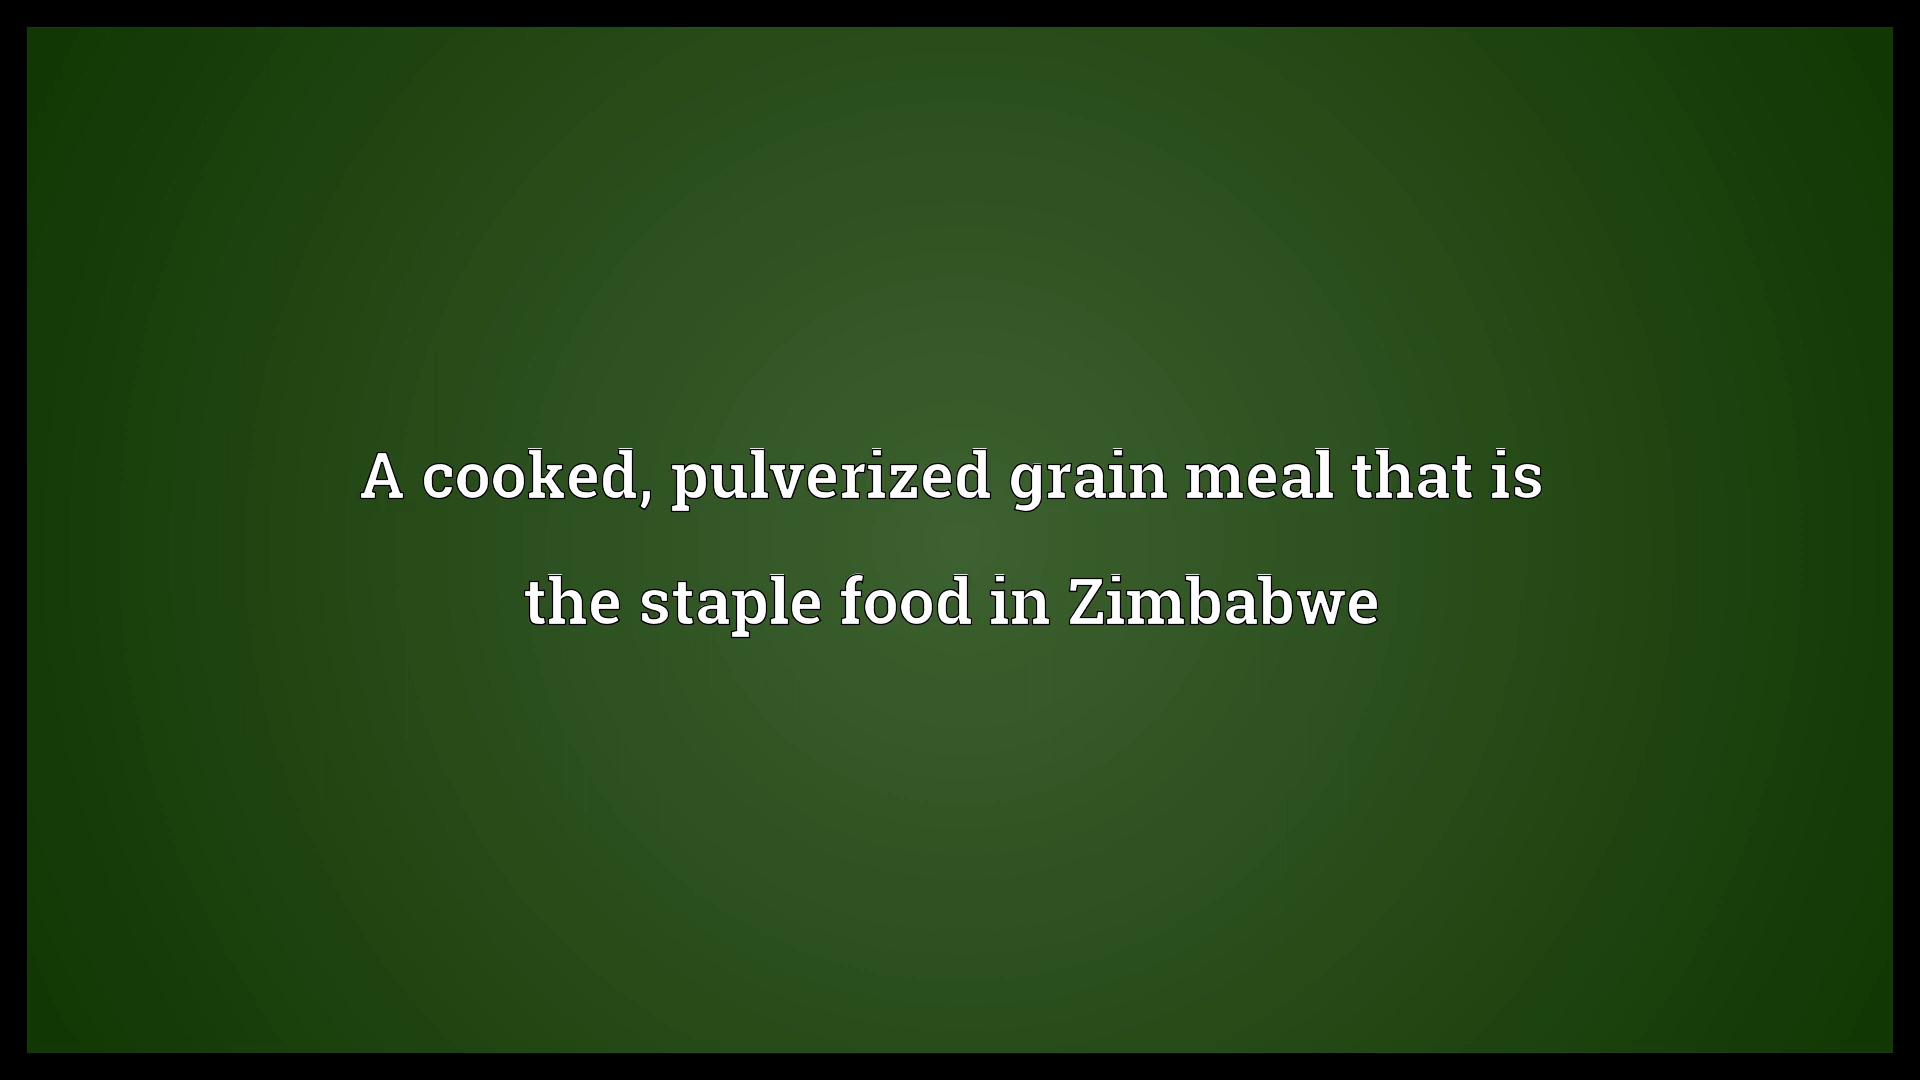 A cooked, pulverized grain meal that is
the staple food in Zimbabwe